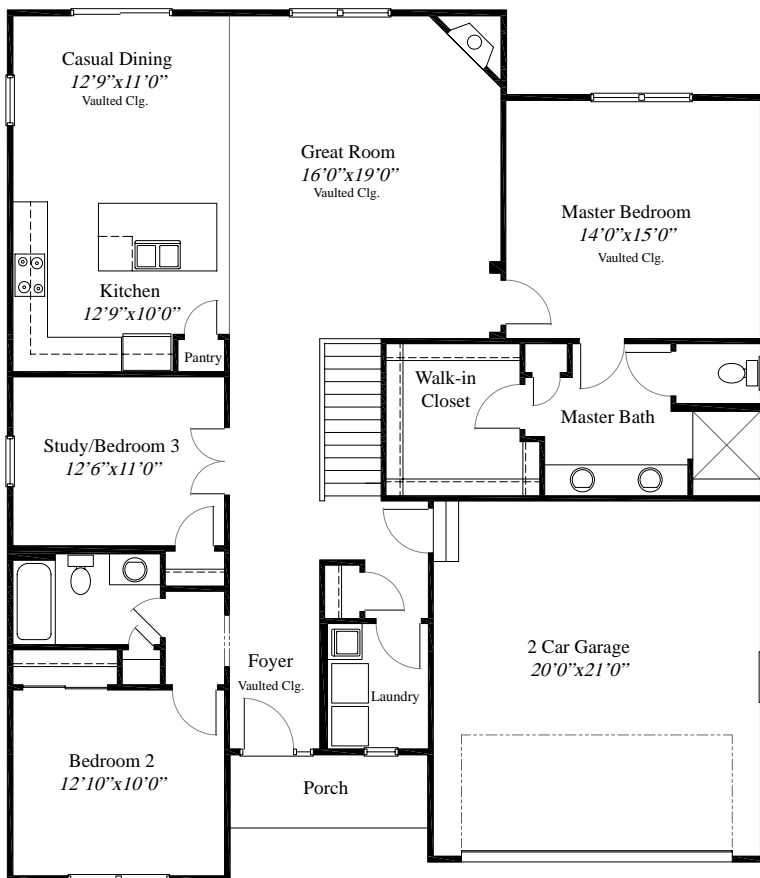 Casual Dining
12’9”x11’0”
Vaulted Clg.
Great Room
16’0”x19’0”
Vaulted Clg.
Master Bedroom
14’0”x15’0”
Vaulted Clg.
Kitchen
12’9”x10’0”
Pantry
Walk-in
Closet
Master Bath
Study/Bedroom 3
12’6”x11’0”
2 Car Garage
20’0”x21’0”
Foyer
Vaulted Clg.
Laundry
Bedroom 2
12’10”x10’0”
Porch